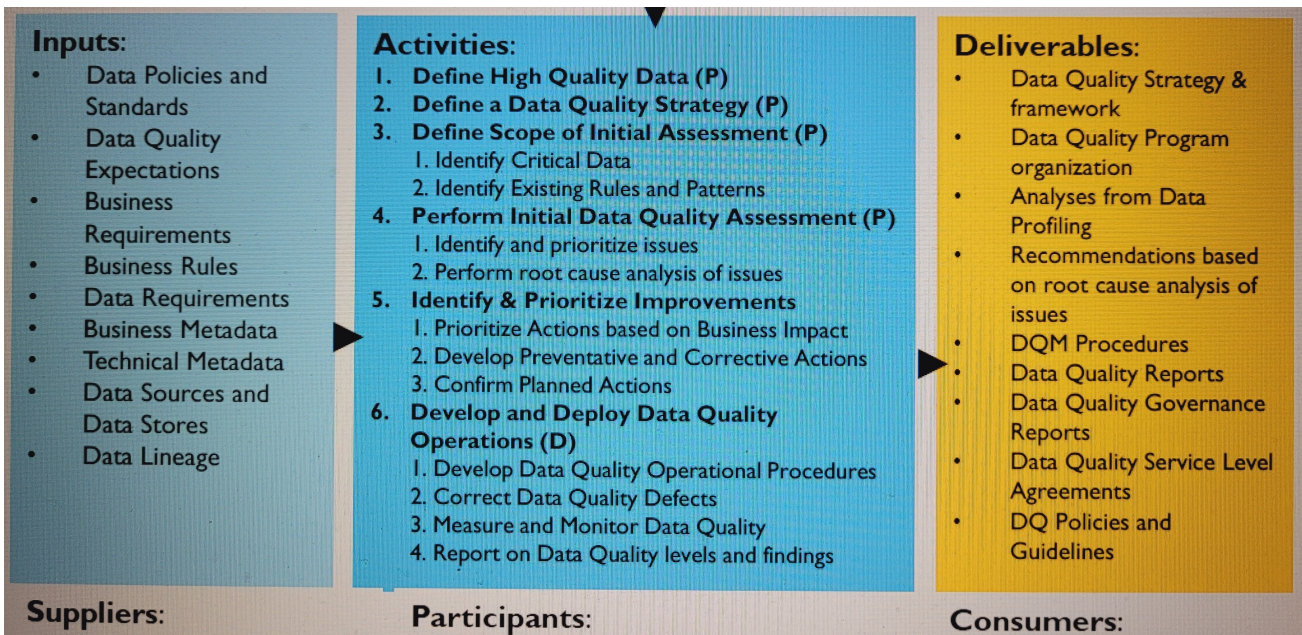 Inputs:
• Data Policies and
Standards
• Data Quality
Expectations
• Business
Requirements
• Business Rules
• Data Requirements
• Business Metadata
• Technical Metadata
• Data Sources and
Data Stores
• Data Lineage
Activities:
1. Define High Quality Data (P)
2. Define a Data Quality Strategy (P)
3. Define Scope of Initial Assessment (P)
1. Identify Critical Data
2. Identify Existing Rules and Patterns
4. Perform Initial Data Quality Assessment (P)
1. Identify and prioritize issues
2. Perform root cause analysis of issues
5. Identify & Prioritize Improvements
1. Prioritize Actions based on Business Impact
2. Develop Preventative and Corrective Actions
3. Confirm Planned Actions
6. Develop and Deploy Data Quality
Operations (D)
1. Develop Data Quality Operational Procedures
2. Correct Data Quality Defects
3. Measure and Monitor Data Quality
4. Report on Data Quality levels and findings
Deliverables:
• Data Quality Strategy &
framework
• Data Quality Program
organization
• Analyses from Data
Profiling
• Recommendations based
on root cause analysis of
issues
• DQM Procedures
• Data Quality Reports
• Data Quality Governance
Reports
• Data Quality Service Level
Agreements
• DQ Policies and
Guidelines
Suppliers:
Participants:
Consumers: